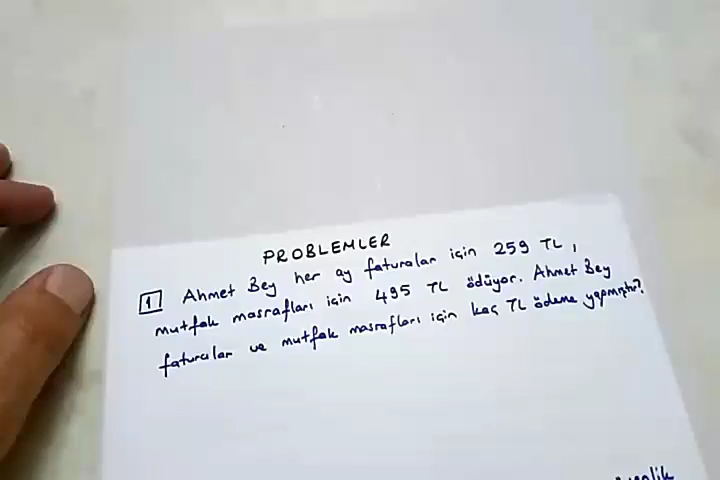 PROBLEMLER
1 Ahmet Bey her ay faturalar için 259 TL,
mutfak masrafları için 495 TL ödüyor. Ahmet Bey
faturalar ve mutfak masrafları için kaç TL ödeme yapmıştır?